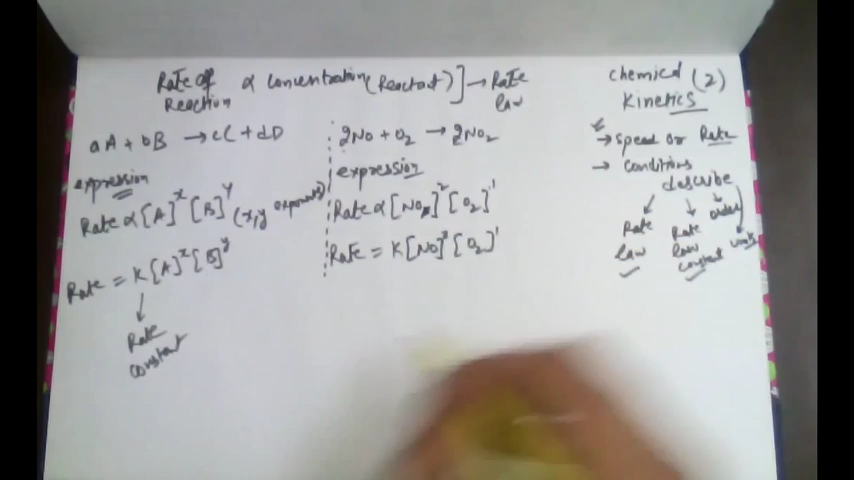 Rate of
Reaction ∝ concentration (Reactant) ] → Rate law
aA + bB → cC + dD
expression
Rate ∝ [A]^x [B]^y (x,y exponents)
Rate = K[A]^x [B]^y
↓
Rate
constant
2NO + O₂ → 2NO₂
expression
Rate ∝ [NO]² [O₂]¹
Rate = K[NO]² [O₂]¹
chemical (2)
Kinetics
→ Speed or Rate
→ conditions
describe
Rate law
Rate law constant
order
units